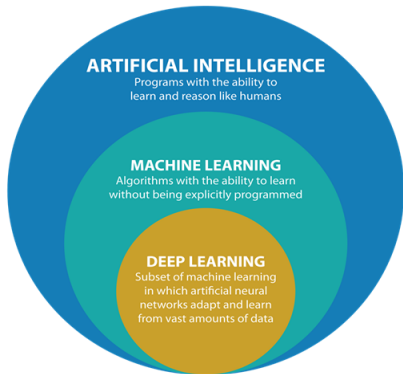 ARTIFICIAL INTELLIGENCE
Programs with the ability to
learn and reason like humans
MACHINE LEARNING
Algorithms with the ability to learn
without being explicitly programmed
DEEP LEARNING
Subset of machine learning
in which artificial neural
networks adapt and learn
from vast amounts of data